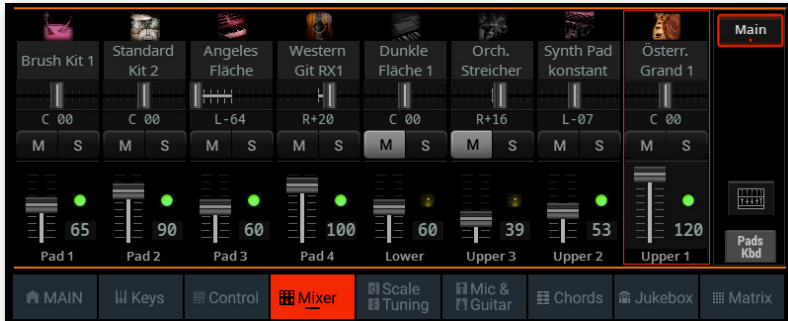 Brush Kit 1
Standard
Kit 2
Angeles
Fläche
Western
Git RX1
Dunkle
Fläche 1
Orch.
Streicher
Synth Pad
konstant
Österr.
Grand 1
Main
C 00
C 00
L-64
R+20
C 00
R+16
L-07
C 00
M S
M S
M S
M S
M S
M S
M S
M S
65
90
60
100
60
39
53
120
Pad 1
Pad 2
Pad 3
Pad 4
Lower
Upper 3
Upper 2
Upper 1
Pads
Kbd
MAIN
Keys
Control
Mixer
Scale
Tuning
Mic &
Guitar
Chords
Jukebox
Matrix